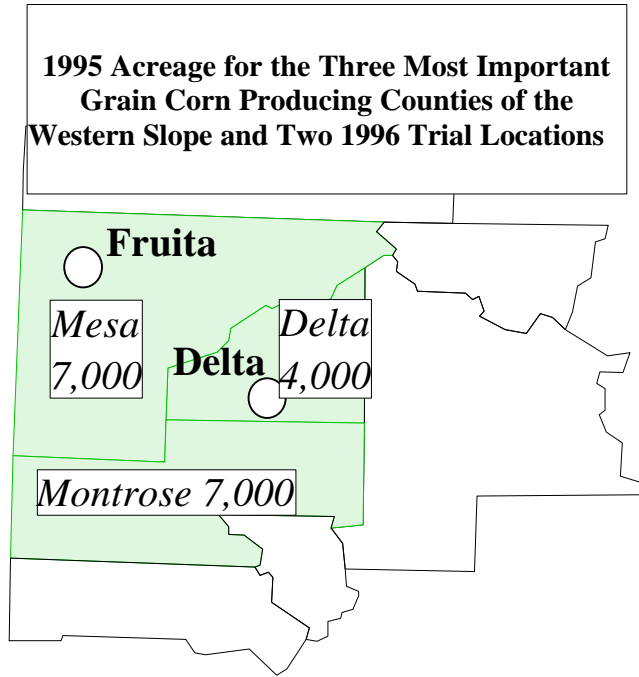 1995 Acreage for the Three Most Important
Grain Corn Producing Counties of the
Western Slope and Two 1996 Trial Locations
Fruita
Mesa
7,000
Delta
Delta
4,000
Montrose 7,000